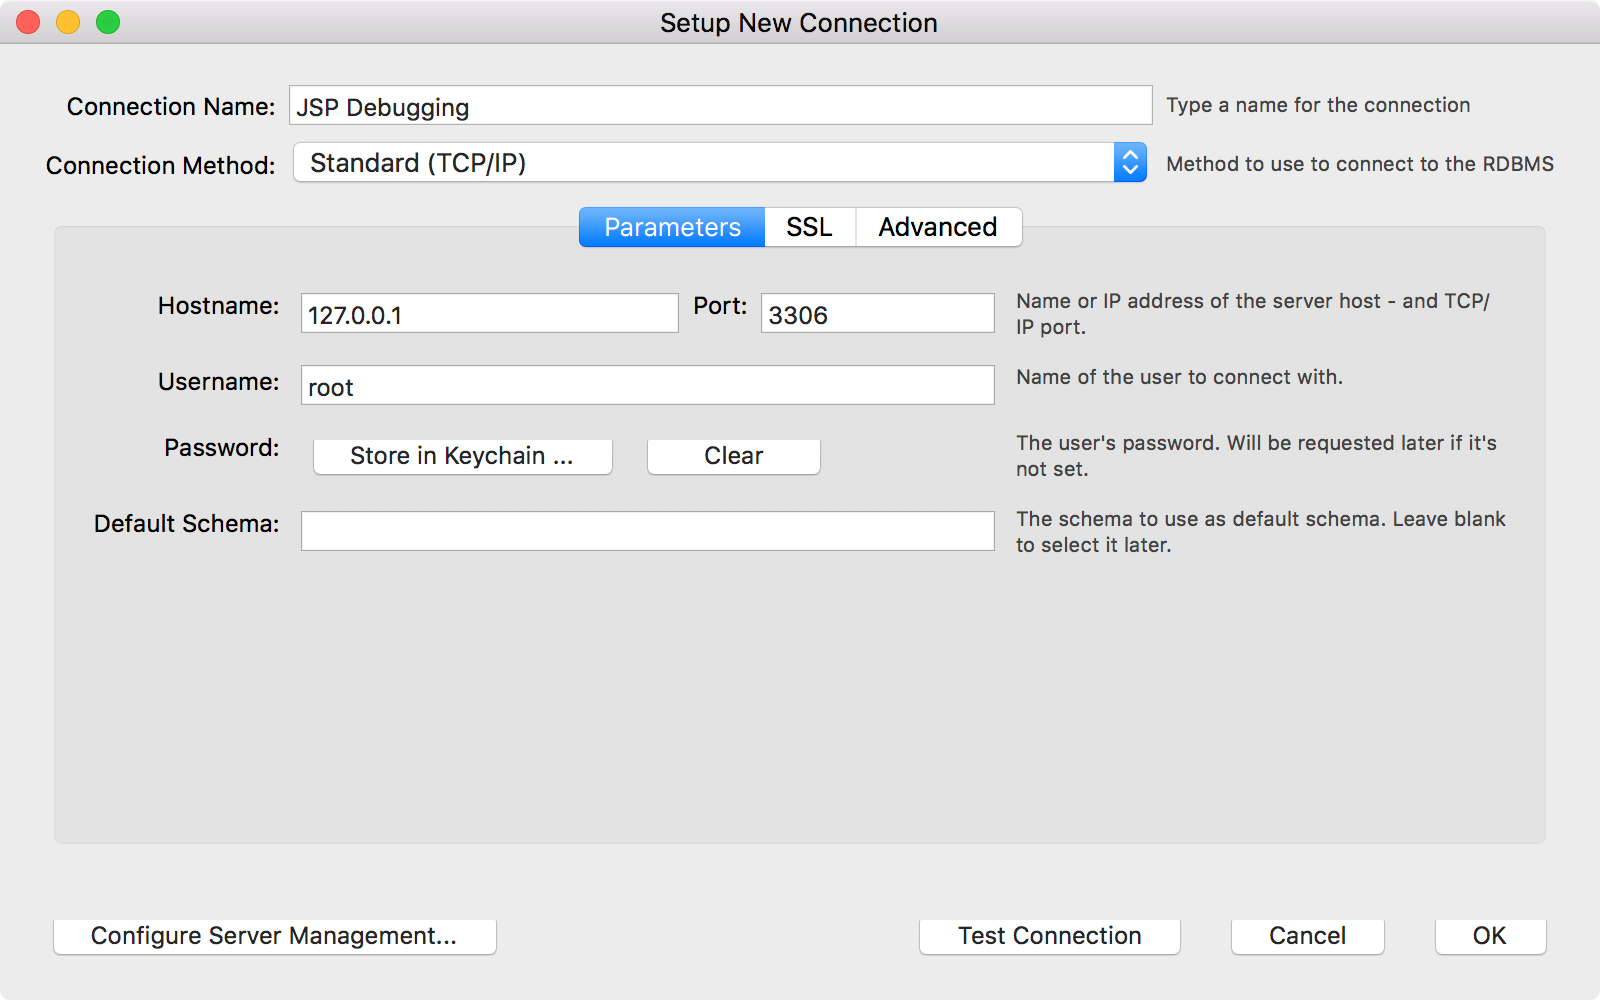 Setup New Connection
Connection Name: JSP Debugging Type a name for the connection
Connection Method: Standard (TCP/IP) Method to use to connect to the RDBMS
Parameters SSL Advanced
Hostname: 127.0.0.1 Port: 3306 Name or IP address of the server host - and TCP/
IP port.
Username: root Name of the user to connect with.
Password: Store in Keychain ... Clear The user's password. Will be requested later if it's
not set.
Default Schema: The schema to use as default schema. Leave blank
to select it later.
Configure Server Management... Test Connection Cancel OK